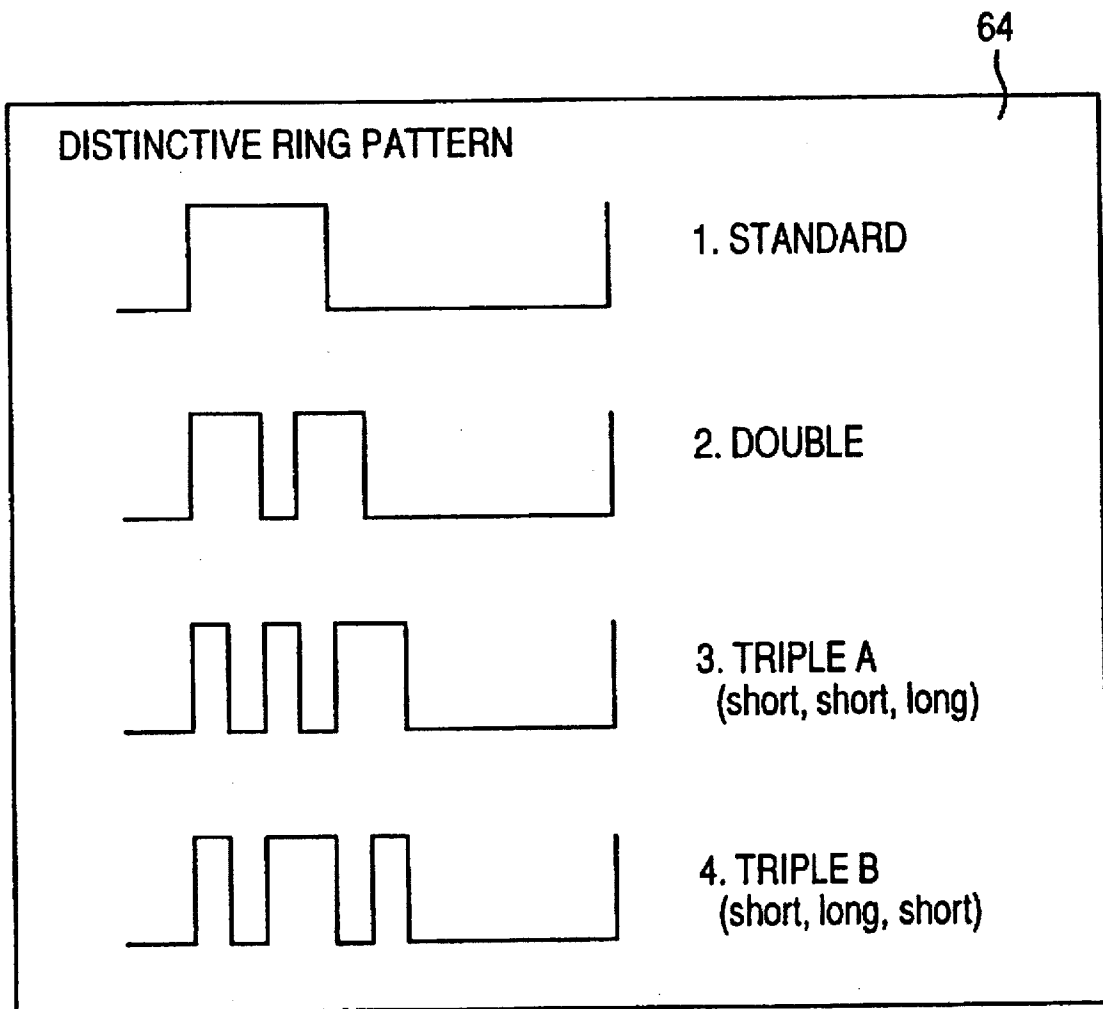 64
DISTINCTIVE RING PATTERN
1. STANDARD
2. DOUBLE
3. TRIPLE A
(short, short, long)
4. TRIPLE B
(short, long, short)